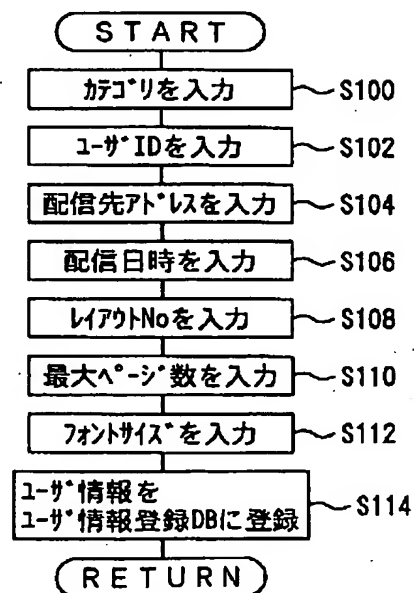 START
ｶﾃｺﾞﾘを入力 S100
ﾕｰｻﾞIDを入力 S102
配信先ｱﾄﾞﾚｽを入力 S104
配信日時を入力 S106
ﾚｲｱｳﾄNoを入力 S108
最大ﾍﾟｰｼﾞ数を入力 S110
ﾌｫﾝﾄｻｲｽﾞを入力 S112
ﾕｰｻﾞ情報を
ﾕｰｻﾞ情報登録DBに登録 S114
RETURN